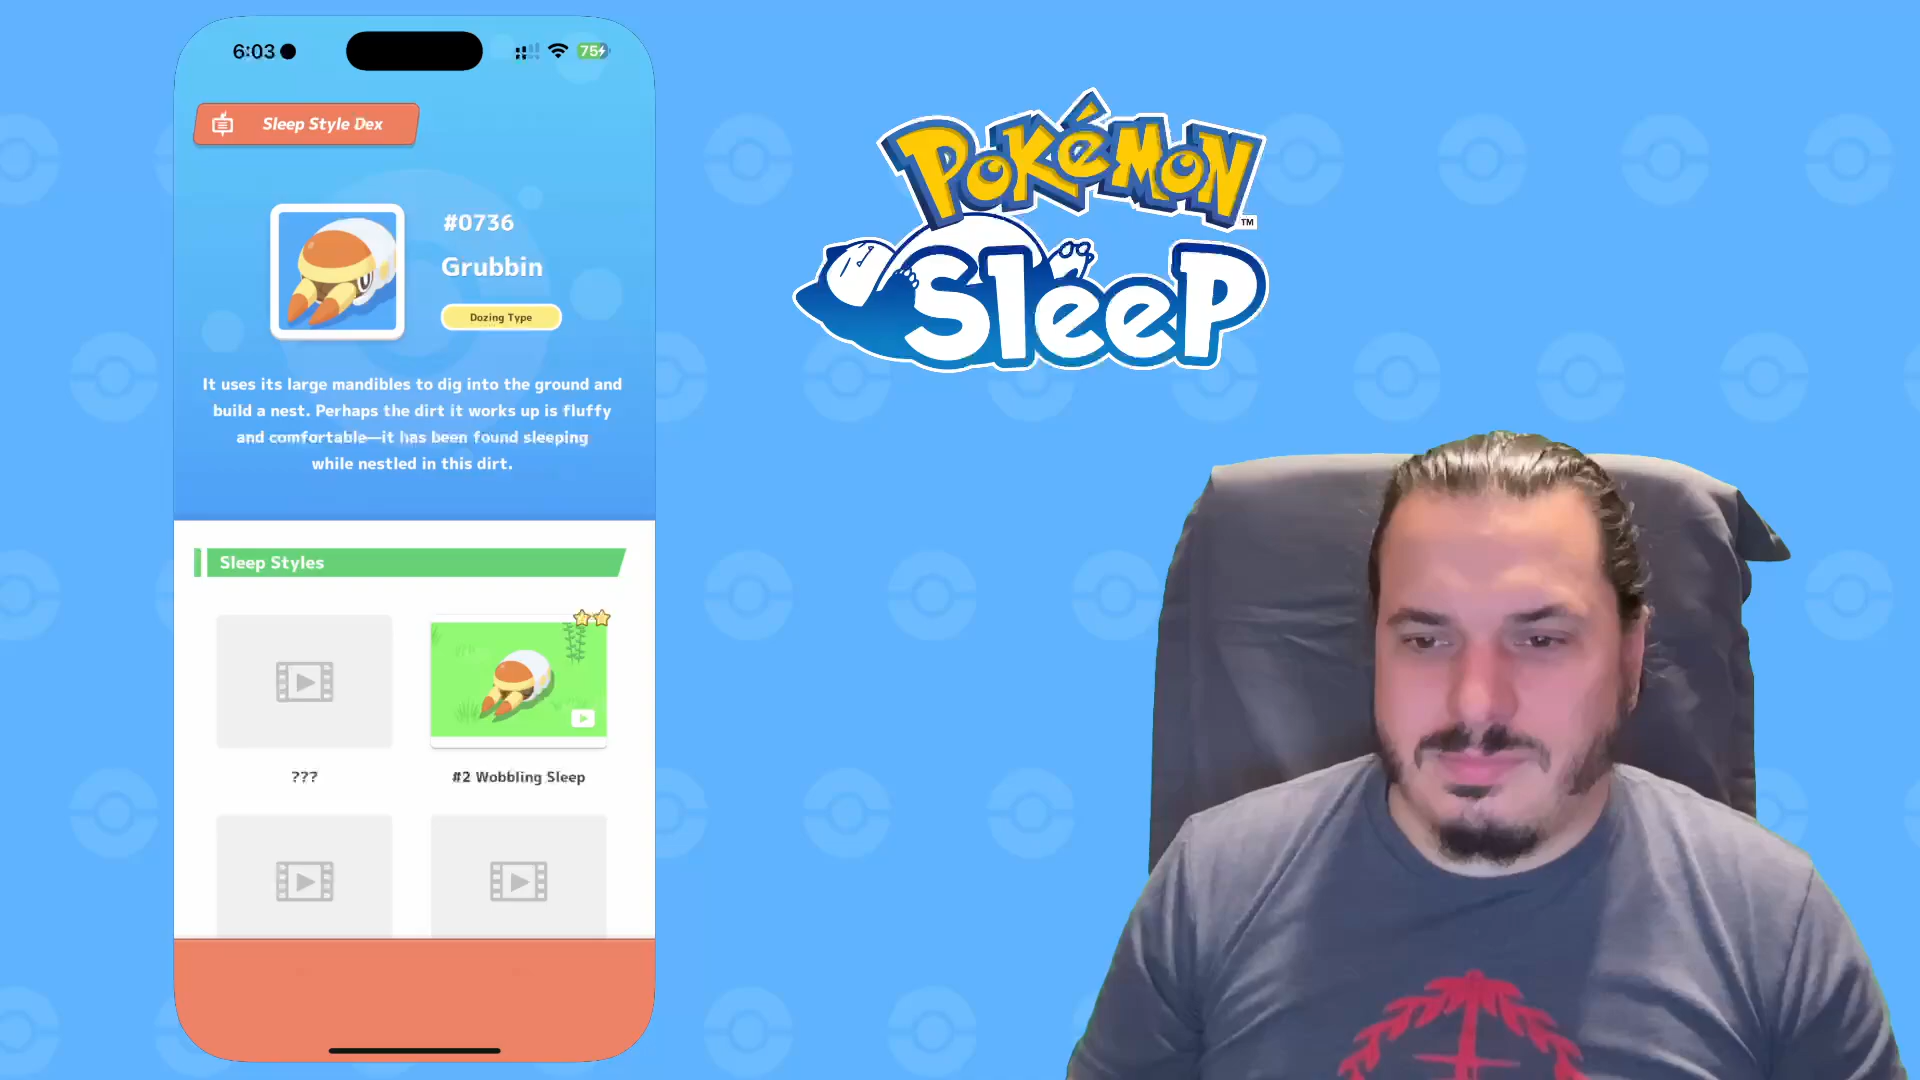 6:03
75
Sleep Style Dex
#0736
Grubbin
Dozing Type
It uses its large mandibles to dig into the ground and
build a nest. Perhaps the dirt it works up is fluffy
and comfortable—it has been found sleeping
while nestled in this dirt.
Sleep Styles
???
#2 Wobbling Sleep
POKéMON
TM
Sleep